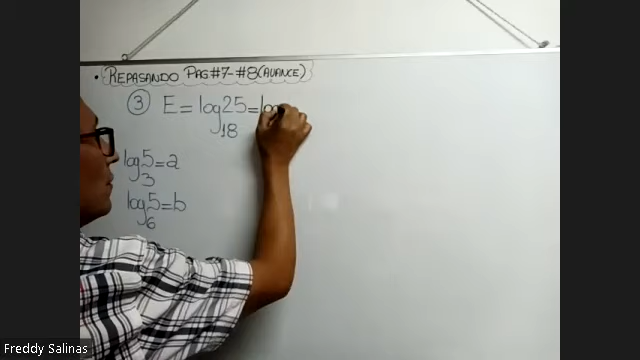 • REPASANDO PAG#7-#8(AVANCE)
③ E = log₁₈25 = log
log₃5 = a
log₆5 = b
Freddy Salinas